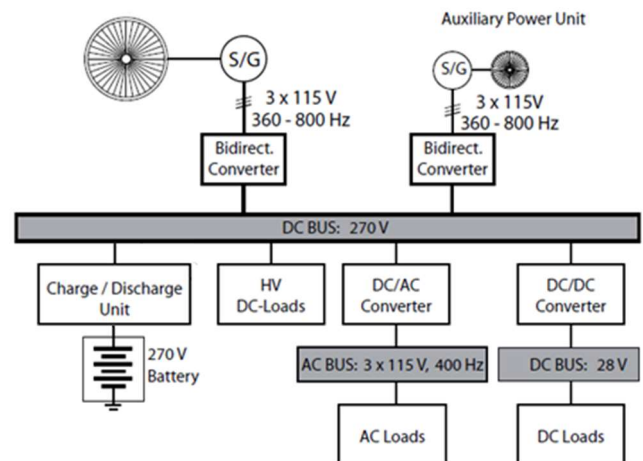 Auxiliary Power Unit
S/G
3 x 115 V
360 - 800 Hz
Bidirect.
Converter
S/G
3 x 115V
360 - 800 Hz
Bidirect.
Converter
DC BUS: 270 V
Charge / Discharge
Unit
HV
DC-Loads
DC/AC
Converter
DC/DC
Converter
270 V
Battery
AC BUS: 3 x 115 V, 400 Hz
DC BUS: 28 V
AC Loads
DC Loads